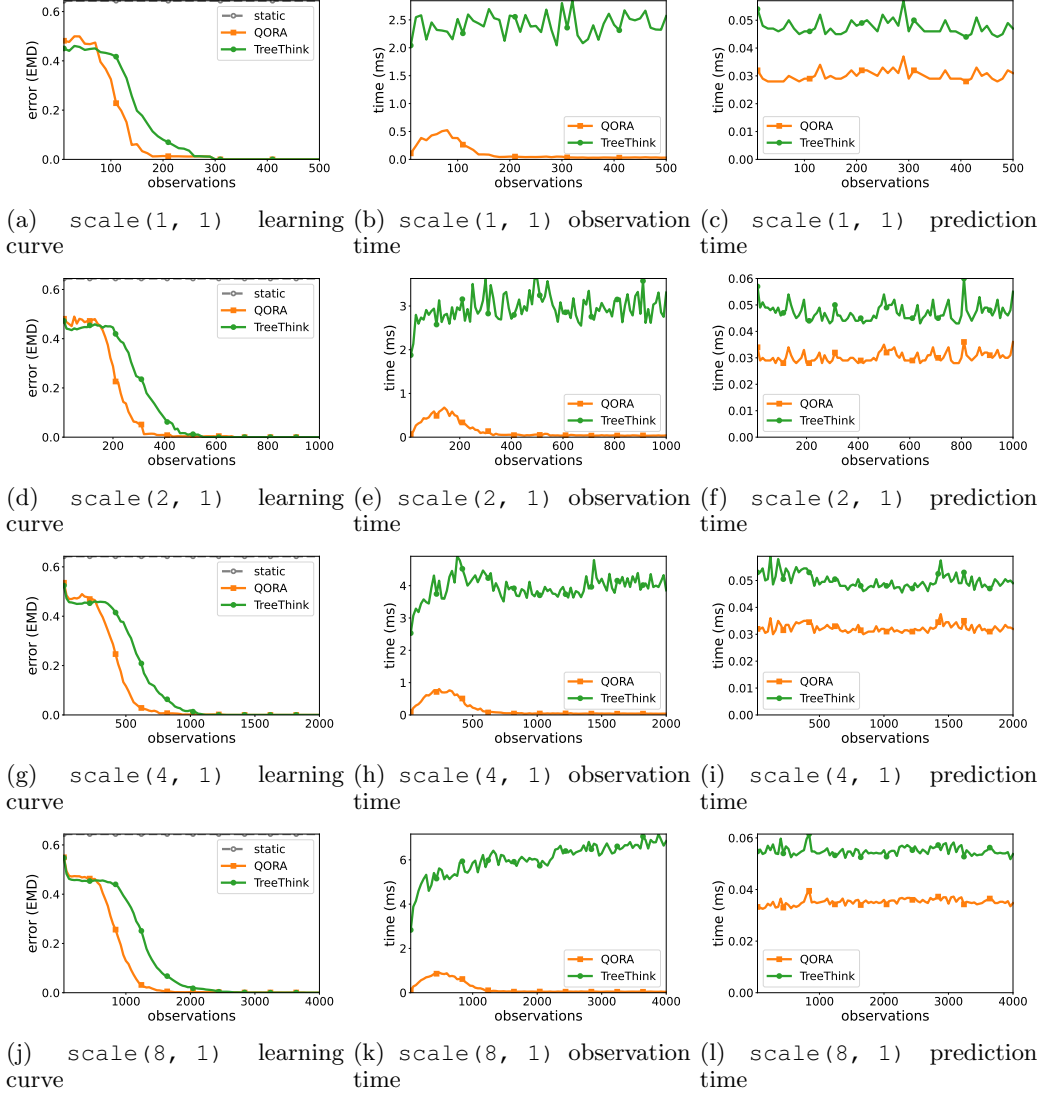 error (EMD)
0.6
0.4
0.2
0.0
static
QORA
TreeThink
100 200 300 400 500
observations
time (ms)
2.5
2.0
1.5
1.0
0.5
0.0
QORA
TreeThink
100 200 300 400 500
observations
time (ms)
0.05
0.04
0.03
0.02
0.01
0.00
QORA
TreeThink
100 200 300 400 500
observations
(a) scale(1, 1) learning
curve
(b) scale(1, 1) observation
time
(c) scale(1, 1) prediction
time
error (EMD)
0.6
0.4
0.2
0.0
static
QORA
TreeThink
200 400 600 800 1000
observations
time (ms)
3
2
1
0
QORA
TreeThink
200 400 600 800 1000
observations
time (ms)
0.06
0.05
0.04
0.03
0.02
0.01
0.00
QORA
TreeThink
200 400 600 800 1000
observations
(d) scale(2, 1) learning
curve
(e) scale(2, 1) observation
time
(f) scale(2, 1) prediction
time
error (EMD)
0.6
0.4
0.2
0.0
static
QORA
TreeThink
500 1000 1500 2000
observations
time (ms)
4
3
2
1
0
QORA
TreeThink
500 1000 1500 2000
observations
time (ms)
0.05
0.04
0.03
0.02
0.01
0.00
QORA
TreeThink
500 1000 1500 2000
observations
(g) scale(4, 1) learning
curve
(h) scale(4, 1) observation
time
(i) scale(4, 1) prediction
time
error (EMD)
0.6
0.4
0.2
0.0
static
QORA
TreeThink
1000 2000 3000 4000
observations
time (ms)
6
4
2
0
QORA
TreeThink
1000 2000 3000 4000
observations
time (ms)
0.06
0.04
0.02
0.00
QORA
TreeThink
1000 2000 3000 4000
observations
(j) scale(8, 1) learning
curve
(k) scale(8, 1) observation
time
(l) scale(8, 1) prediction
time